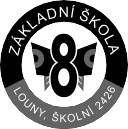 ZÁKLADNÍ ŠKOLA
8
LOUNY, ŠKOLNÍ 2426